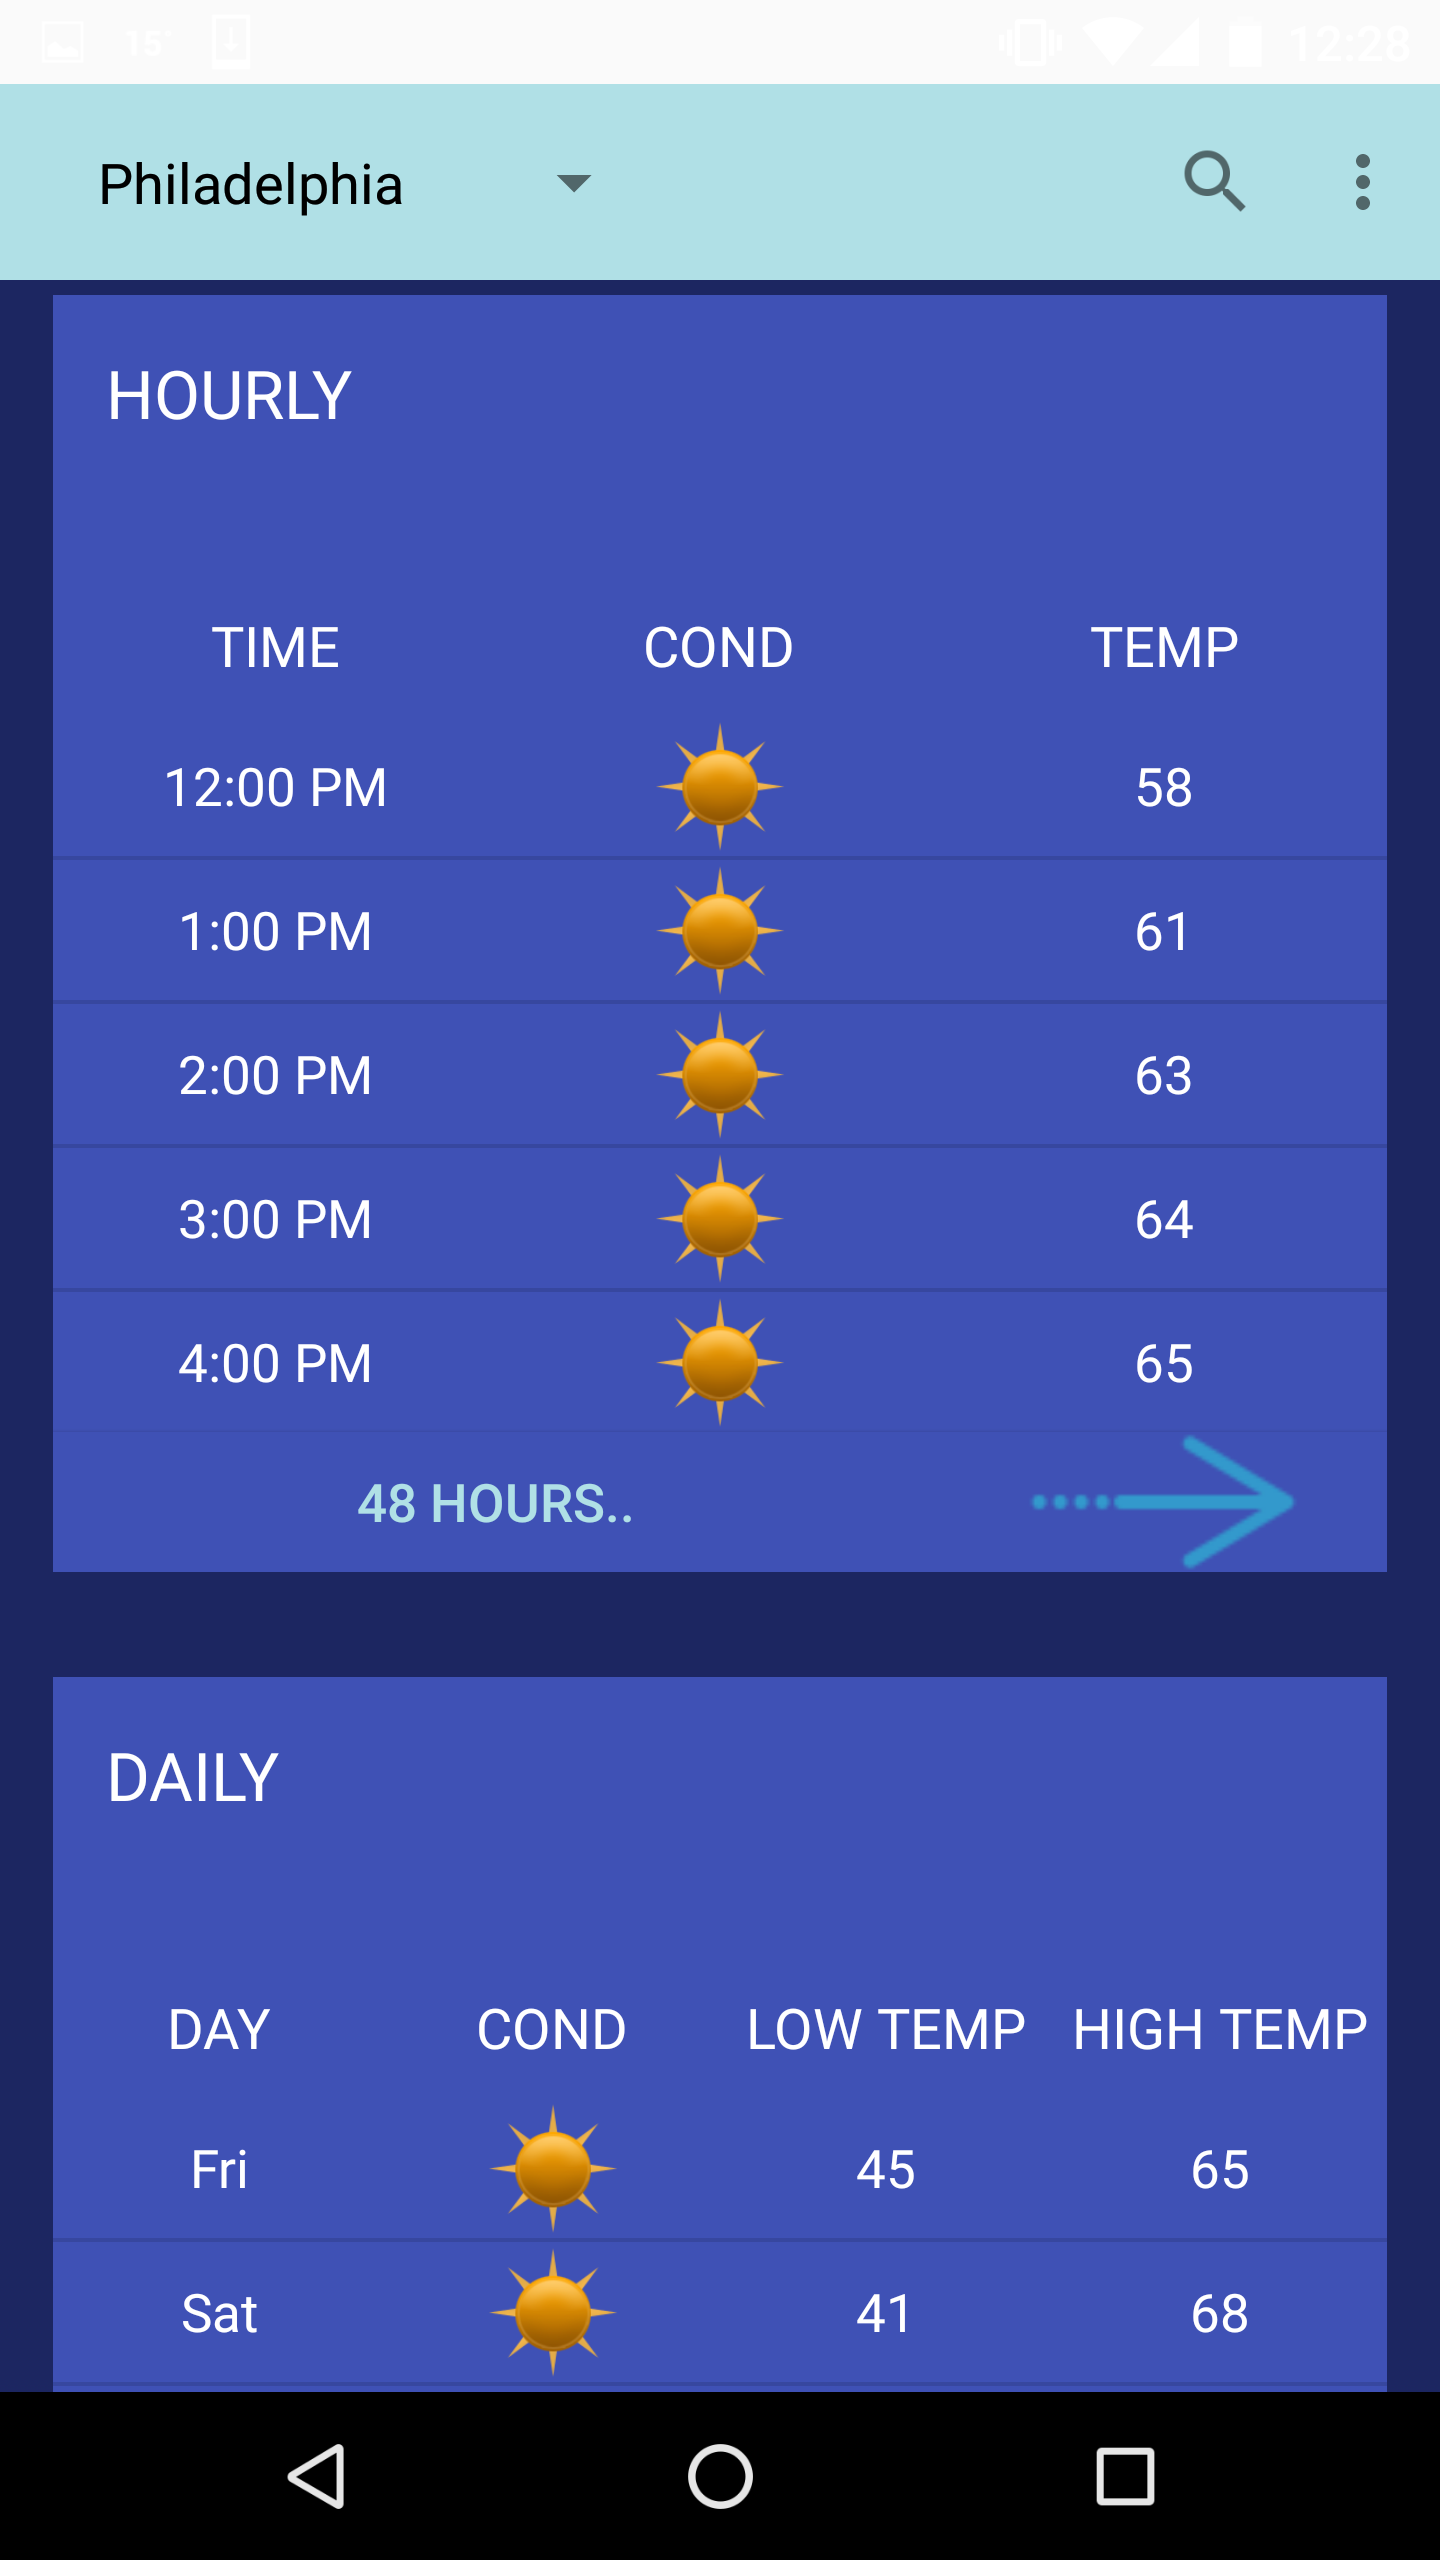 15° 12:28
Philadelphia
HOURLY
TIME COND TEMP
12:00 PM 58
1:00 PM 61
2:00 PM 63
3:00 PM 64
4:00 PM 65
48 HOURS..
DAILY
DAY COND LOW TEMP HIGH TEMP
Fri 45 65
Sat 41 68